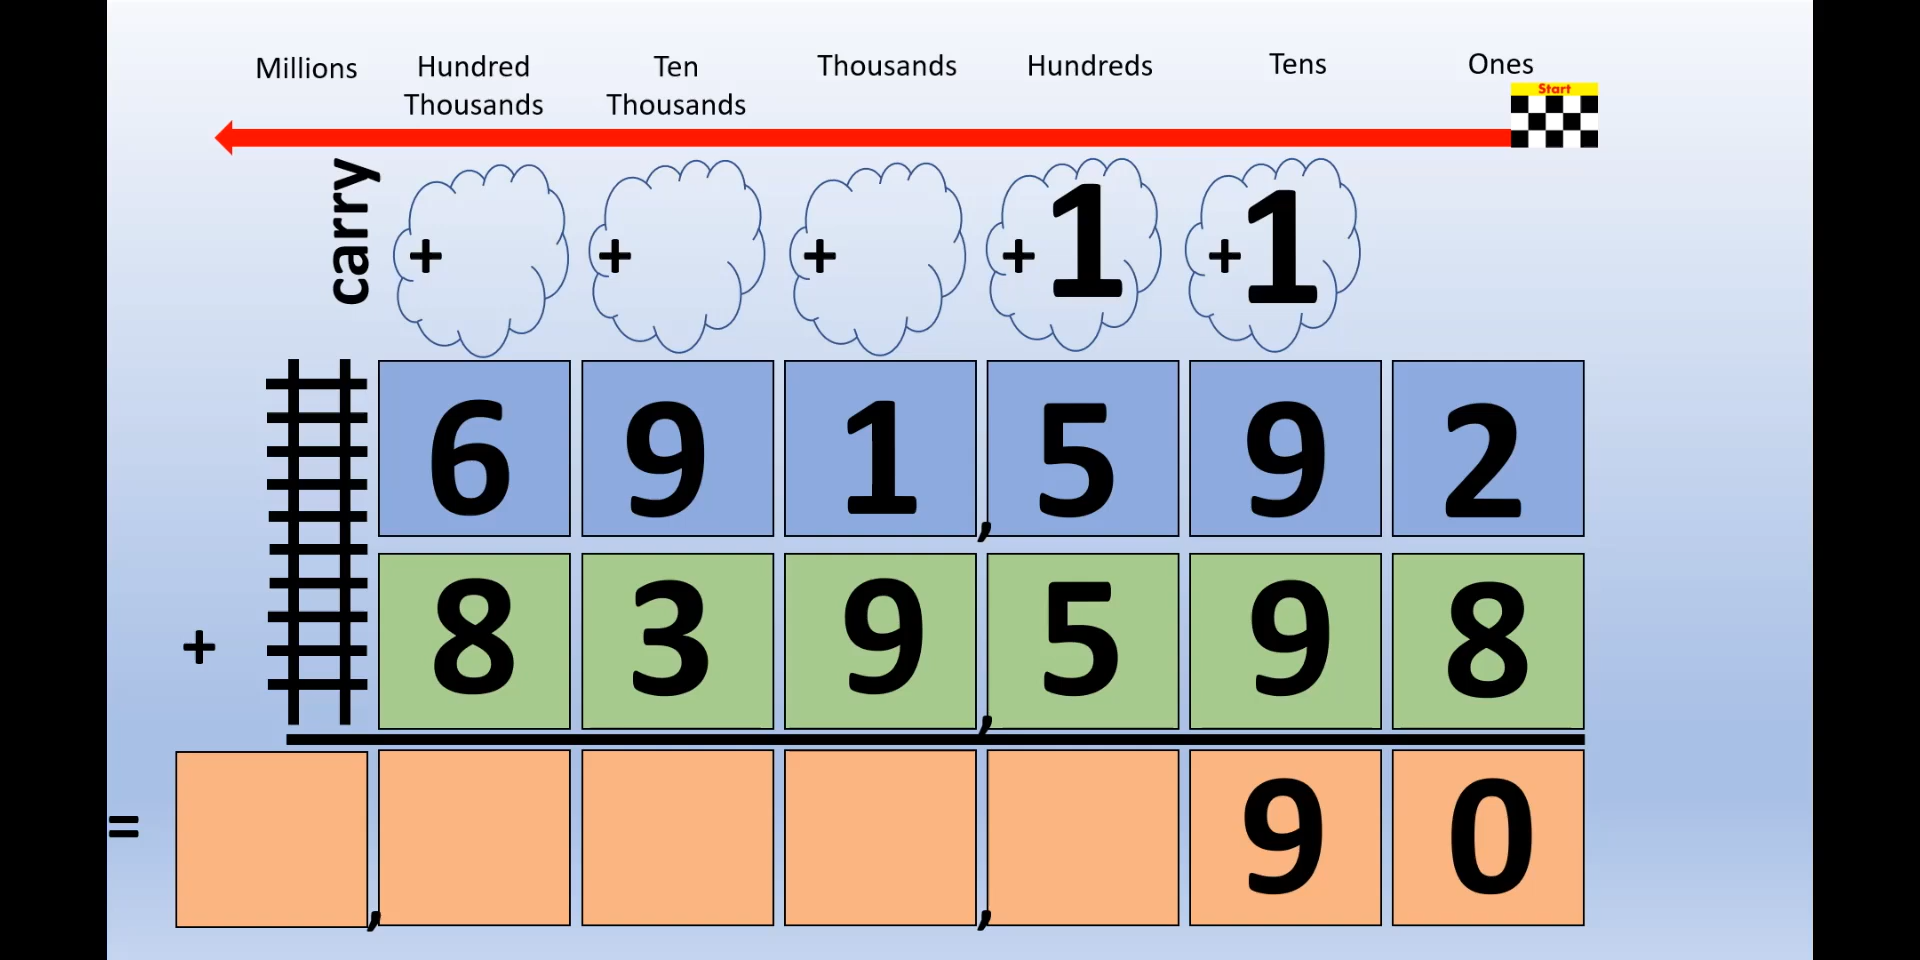 Millions Hundred Thousands Ten Thousands Thousands Hundreds Tens Ones
Start
carry + + + +1 +1
6 9 1, 5 9 2
+ 8 3 9, 5 9 8
= , , 9 0